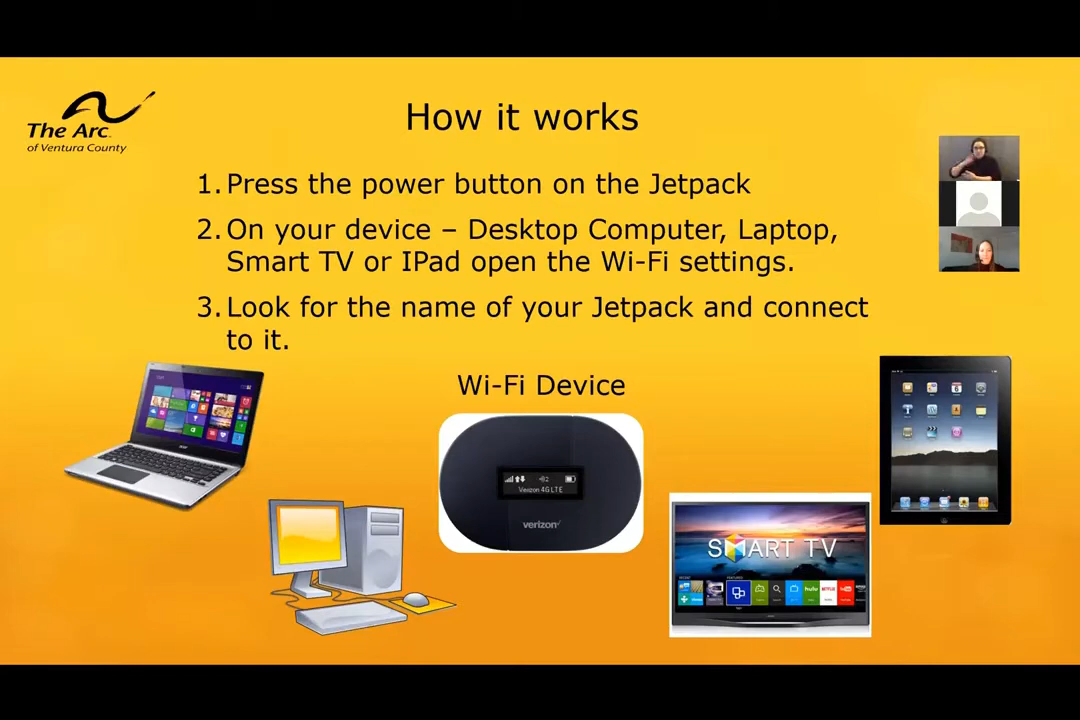 The Arc
of Ventura County
How it works
1. Press the power button on the Jetpack
2. On your device – Desktop Computer, Laptop,
Smart TV or IPad open the Wi-Fi settings.
3. Look for the name of your Jetpack and connect
to it.
Wi-Fi Device
Verizon 4G LTE
verizon
SMART TV
hulu
NETFLIX